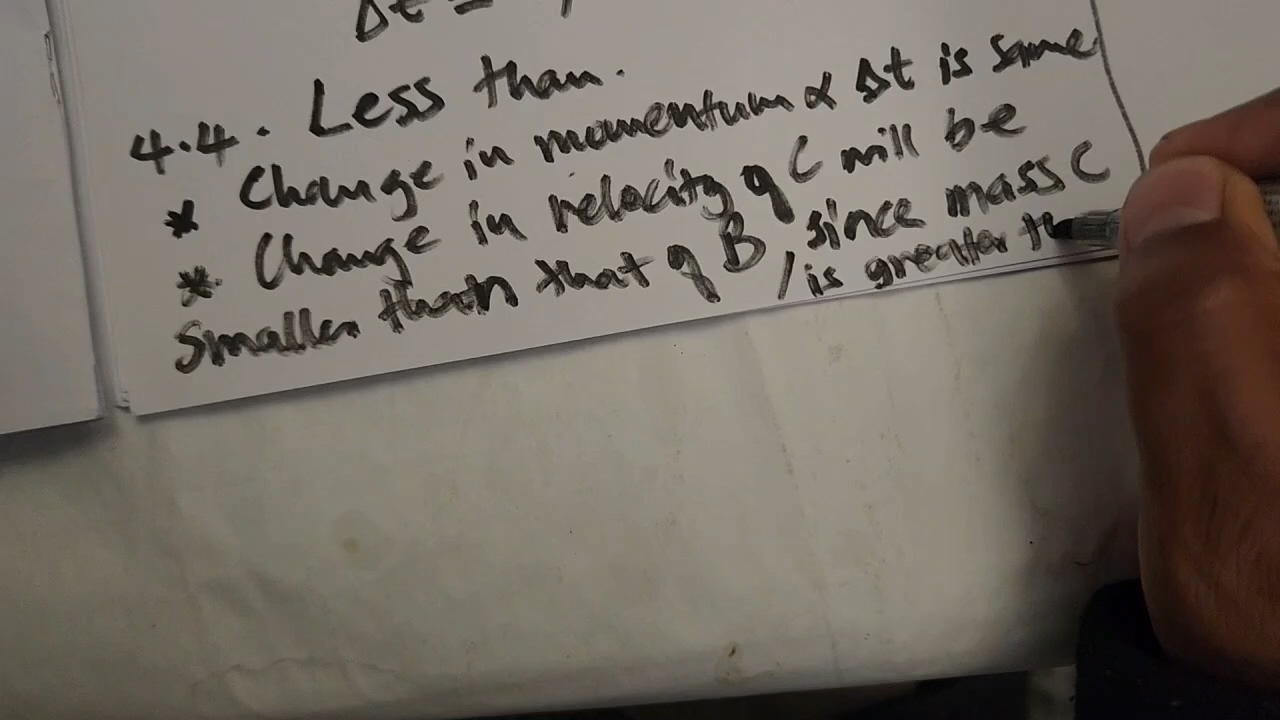 Δt =
4.4. Less than.
* Change in momentum α Δt is same
* Change in velocity of C will be
smaller than that of B, since mass C
/is greater th